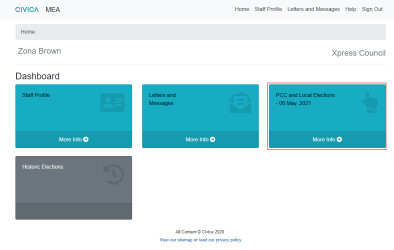 CIVICA MEA Home Staff Profile Letters and Messages Help Sign Out
Home
Zona Brown Xpress Council
Dashboard
Staff Profile
More Info
Letters and
Messages
More Info
PCC and Local Elections
- 06 May, 2021
More Info
Historic Elections
All Content © Civica 2020.
View our sitemap or read our privacy policy